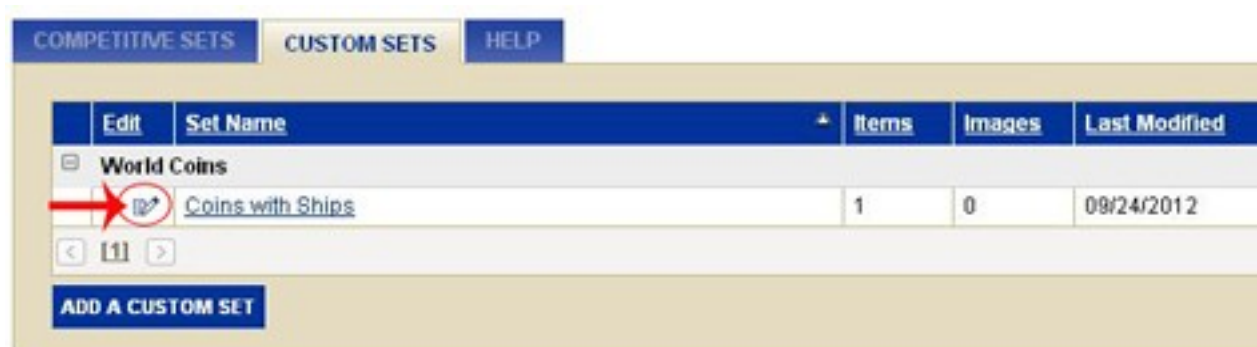 COMPETITIVE SETS CUSTOM SETS HELP
Edit Set Name Items Images Last Modified
World Coins
Coins with Ships 1 0 09/24/2012
< [1] >
ADD A CUSTOM SET